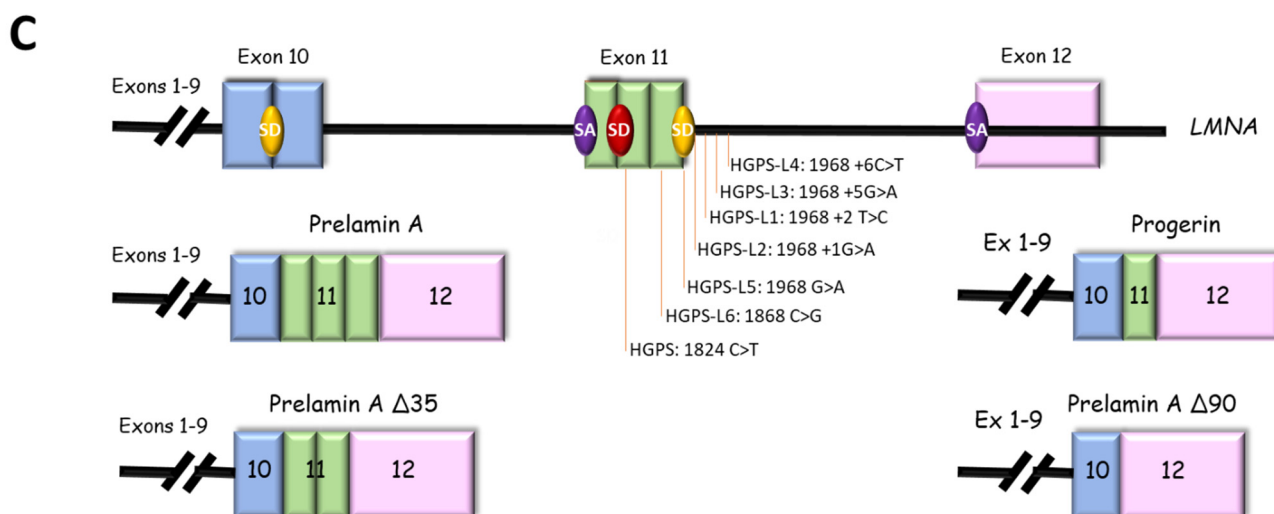 C
Exon 10
Exon 11
Exon 12
Exons 1-9
SD
SA
SD
SD
SA
LMNA
HGPS-L4: 1968 +6C>T
HGPS-L3: 1968 +5G>A
HGPS-L1: 1968 +2 T>C
HGPS-L2: 1968 +1G>A
HGPS-L5: 1968 G>A
HGPS-L6: 1868 C>G
HGPS: 1824 C>T
Prelamin A
Exons 1-9
10
11
12
Progerin
Ex 1-9
10
11
12
Prelamin A Δ35
Exons 1-9
10
11
12
Prelamin A Δ90
Ex 1-9
10
12